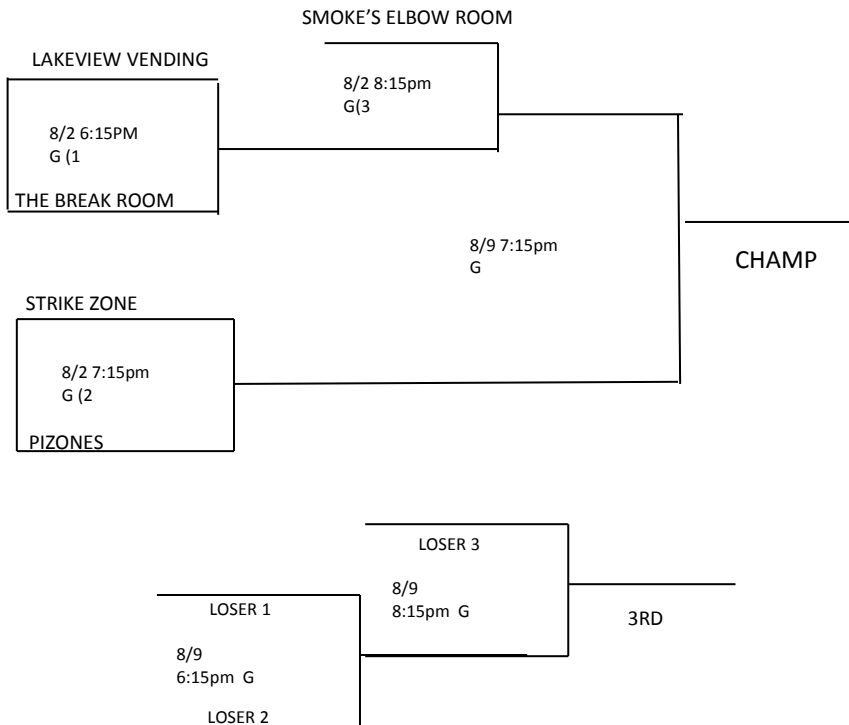 SMOKE’S ELBOW ROOM
LAKEVIEW VENDING
8/2 8:15pm
G(3
8/2 6:15PM
G (1
THE BREAK ROOM
8/9 7:15pm
G
CHAMP
STRIKE ZONE
8/2 7:15pm
G (2
PIZONES
LOSER 3
8/9
8:15pm G
LOSER 1
3RD
8/9
6:15pm G
LOSER 2